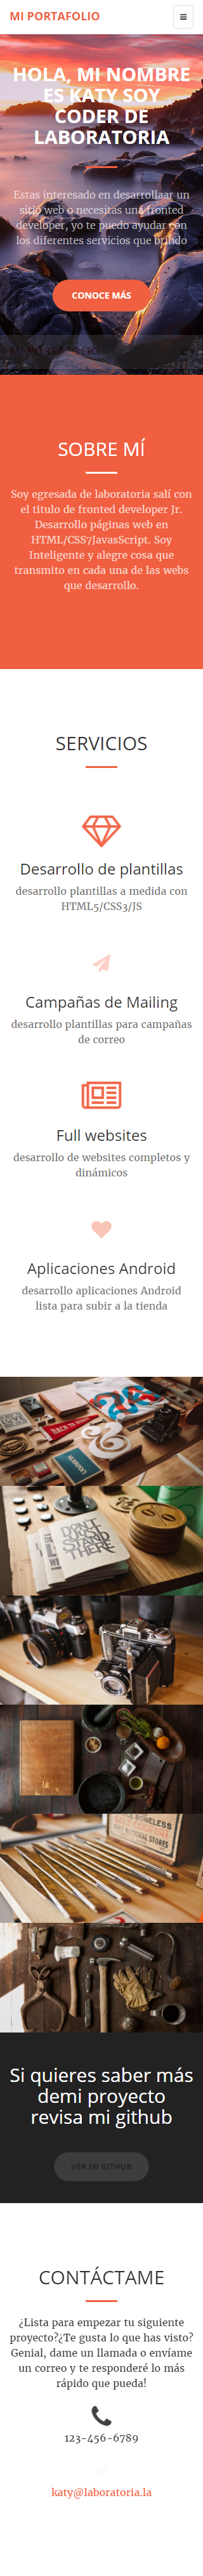 MI PORTAFOLIO
HOLA, MI NOMBRE
ES KATY SOY
CODER DE
LABORATORIA
Estas interesado en desarrollaar un
sitio web o necesitas una fronted
developer, yo te puedo ayudar con
los diferentes servicios que brindo
CONOCE MÁS
SOBRE MÍ
Soy egresada de laboratoria salí con
el titulo de fronted developer Jr.
Desarrollo páginas web en
HTML/CSS7JavasScript. Soy
Inteligente y alegre cosa que
transmito en cada una de las webs
que desarrollo.
SERVICIOS
Desarrollo de plantillas
desarrollo plantillas a medida con
HTML5/CSS3/JS
Campañas de Mailing
desarrollo plantillas para campañas
de correo
Full websites
desarrollo de websites completos y
dinámicos
Aplicaciones Android
desarrollo aplicaciones Android
lista para subir a la tienda
BACK TO
DON'T
JUST
STAND
THERE
Si quieres saber más
demi proyecto
revisa mi github
VER MI GITHUB
CONTÁCTAME
¿Lista para empezar tu siguiente
proyecto?¿Te gusta lo que has visto?
Genial, dame un llamada o envíame
un correo y te responderé lo más
rápido que pueda!
123-456-6789
katy@laboratoria.la